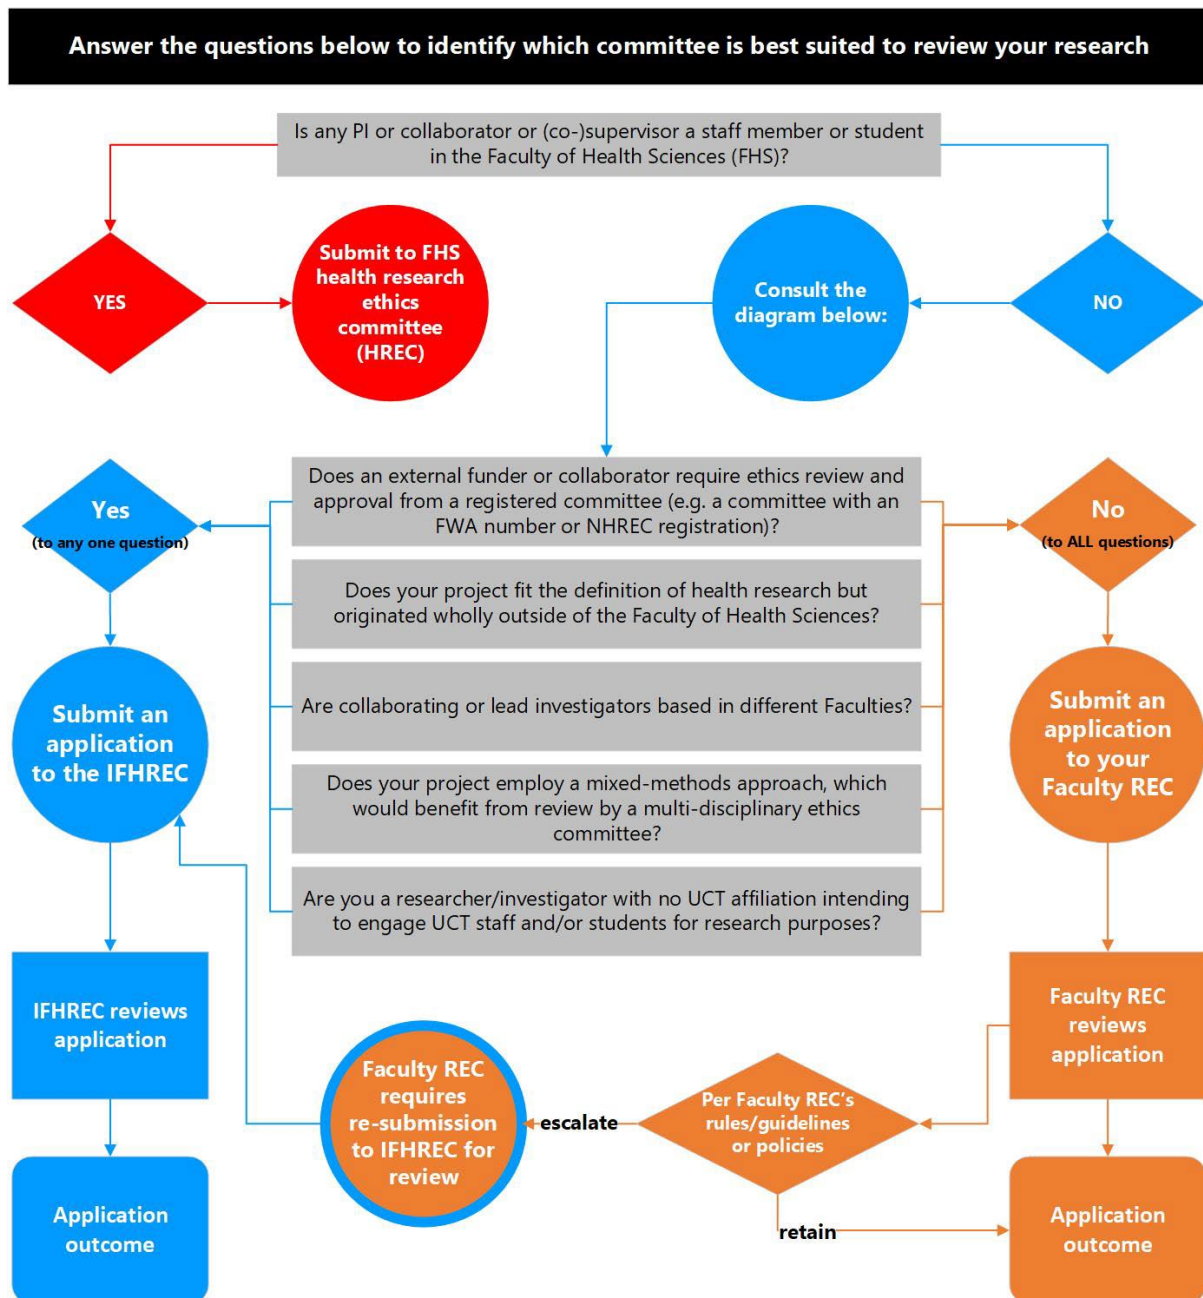 Answer the questions below to identify which committee is best suited to review your research
Is any PI or collaborator or (co-)supervisor a staff member or student
in the Faculty of Health Sciences (FHS)?
YES
Submit to FHS
health research
ethics
committee
(HREC)
Consult the
diagram below:
NO
Does an external funder or collaborator require ethics review and
approval from a registered committee (e.g. a committee with an
FWA number or NHREC registration)?
Yes
(to any one question)
No
(to ALL questions)
Does your project fit the definition of health research but
originated wholly outside of the Faculty of Health Sciences?
Are collaborating or lead investigators based in different Faculties?
Does your project employ a mixed-methods approach, which
would benefit from review by a multi-disciplinary ethics
committee?
Are you a researcher/investigator with no UCT affiliation intending
to engage UCT staff and/or students for research purposes?
Submit an
application
to the IFHREC
Submit an
application
to your
Faculty REC
IFHREC reviews
application
Faculty REC
reviews
application
Faculty REC
requires
re-submission
to IFHREC for
review
escalate
Per Faculty REC's
rules/guidelines
or policies
retain
Application
outcome
Application
outcome